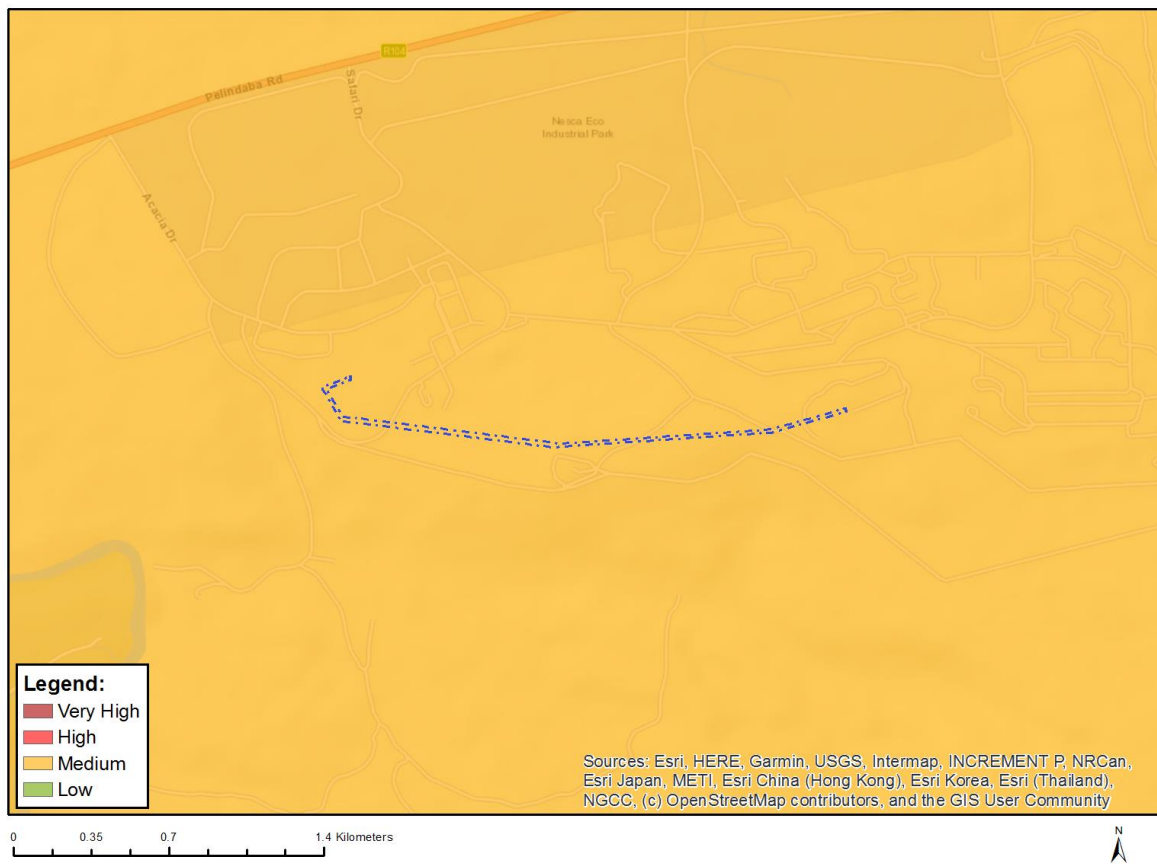 R104
Pelindaba Rd
Safari Dr
Nesca Eco
Industrial Park
Acacia Dr
Legend:
Very High
High
Medium
Low
Sources: Esri, HERE, Garmin, USGS, Intermap, INCREMENT P, NRCan,
Esri Japan, METI, Esri China (Hong Kong), Esri Korea, Esri (Thailand),
NGCC, (c) OpenStreetMap contributors, and the GIS User Community
0 0.35 0.7 1.4 Kilometers
N